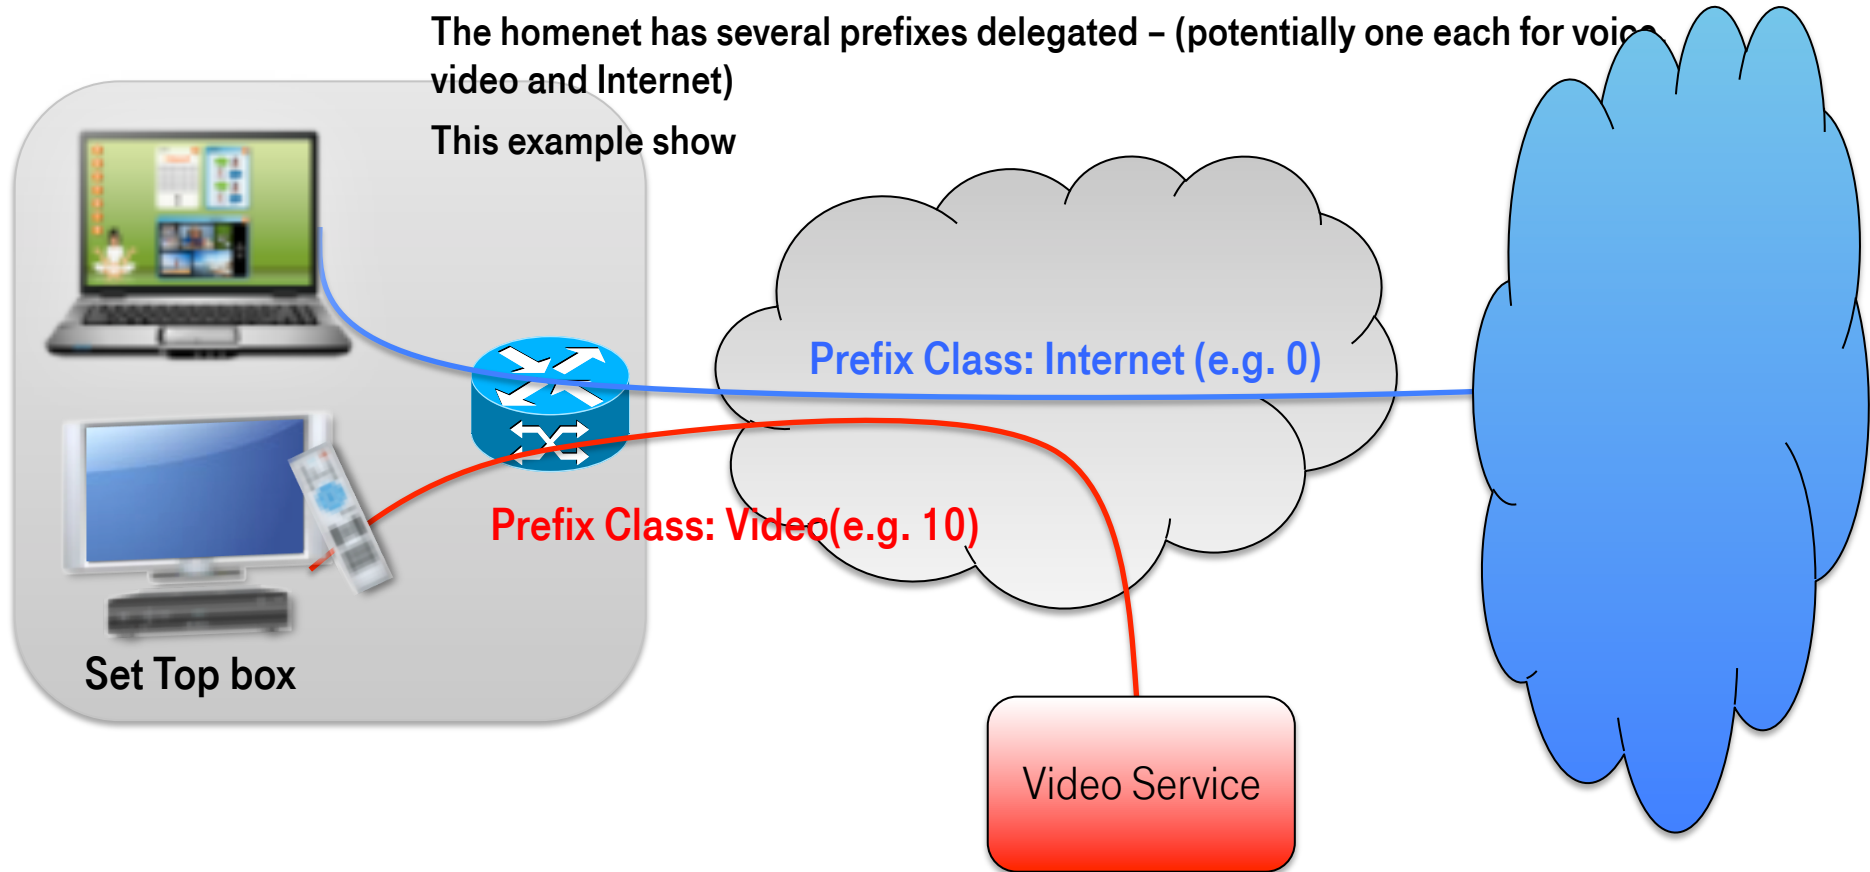 The homenet has several prefixes delegated – (potentially one each for voice,
video and Internet)
This example show
Prefix Class: Internet (e.g. 0)
Prefix Class: Video(e.g. 10)
Set Top box
Video Service